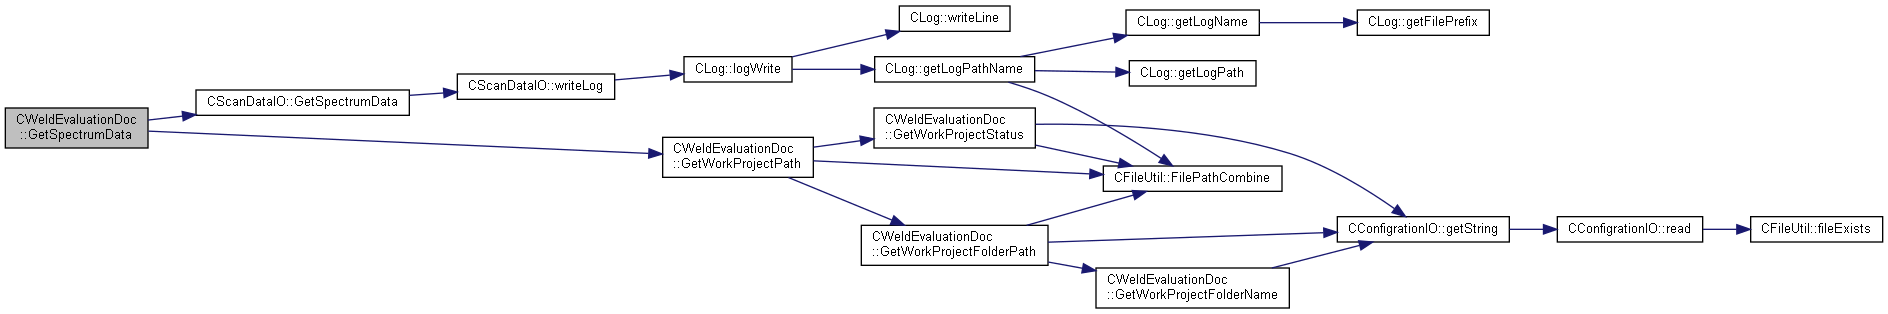 CWeldEvaluationDoc
::GetSpectrumData
CScanDataIO::GetSpectrumData
CScanDataIO::writeLog
CLog::logWrite
CLog::writeLine
CLog::getLogPathName
CLog::getLogName
CLog::getFilePrefix
CLog::getLogPath
CWeldEvaluationDoc
::GetWorkProjectPath
CWeldEvaluationDoc
::GetWorkProjectStatus
CFileUtil::FilePathCombine
CWeldEvaluationDoc
::GetWorkProjectFolderPath
CWeldEvaluationDoc
::GetWorkProjectFolderName
CConfigrationIO::getString
CConfigrationIO::read
CFileUtil::fileExists